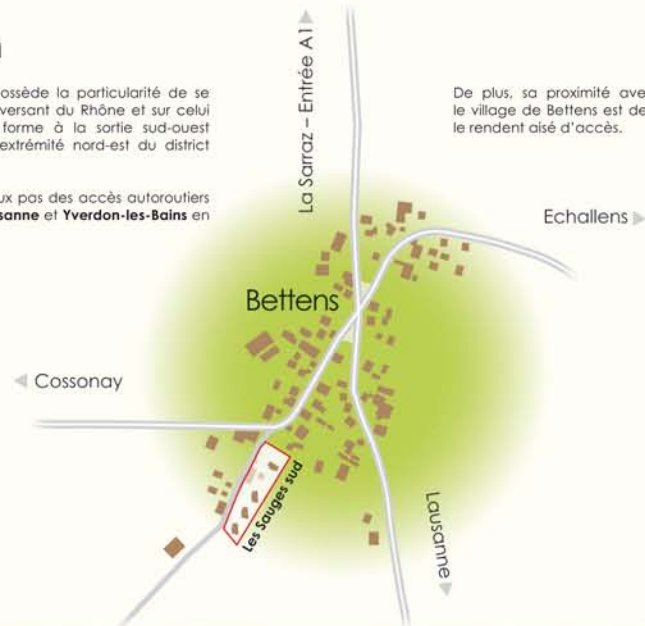 ossède la particularité de se
versant du Rhône et sur celui
forme à la sortie sud-ouest
extrémité nord-est du district
ux pas des accès autoroutiers
sanne et Yverdon-les-Bains en
La Sarraz – Entrée A1
De plus, sa proximité ave
le village de Bettens est de
le rendent aisé d'accès.
Echallens
Bettens
Cossonay
Les Sauges sud
Lausanne